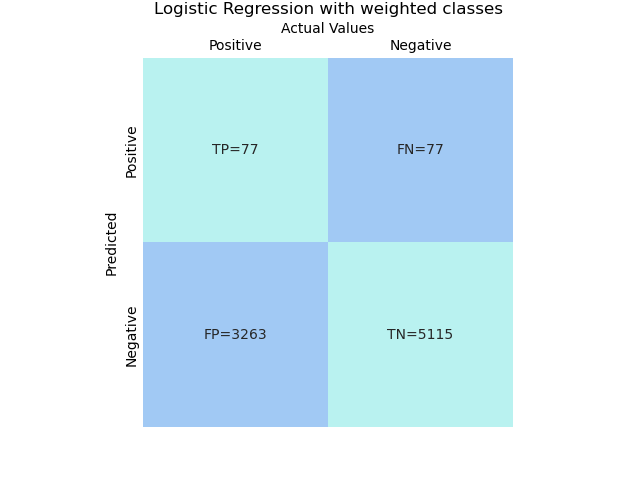 Logistic Regression with weighted classes
Actual Values
Positive Negative
Positive
TP=77 FN=77
Predicted
Negative
FP=3263 TN=5115